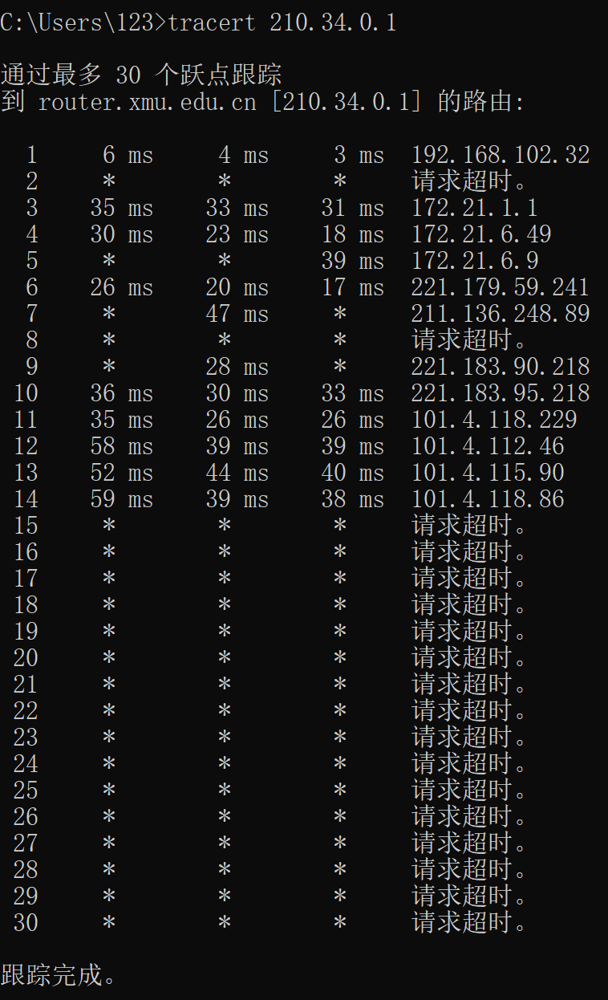 C:\Users\123>tracert 210.34.0.1
通过最多 30 个跃点跟踪
到 router.xmu.edu.cn [210.34.0.1] 的路由:
1 6 ms 4 ms 3 ms 192.168.102.32
2 * * * 请求超时。
3 35 ms 33 ms 31 ms 172.21.1.1
4 30 ms 23 ms 18 ms 172.21.6.49
5 * * 39 ms 172.21.6.9
6 26 ms 20 ms 17 ms 221.179.59.241
7 * 47 ms * 211.136.248.89
8 * * * 请求超时。
9 * 28 ms * 221.183.90.218
10 36 ms 30 ms 33 ms 221.183.95.218
11 35 ms 26 ms 26 ms 101.4.118.229
12 58 ms 39 ms 39 ms 101.4.112.46
13 52 ms 44 ms 40 ms 101.4.115.90
14 59 ms 39 ms 38 ms 101.4.118.86
15 * * * 请求超时。
16 * * * 请求超时。
17 * * * 请求超时。
18 * * * 请求超时。
19 * * * 请求超时。
20 * * * 请求超时。
21 * * * 请求超时。
22 * * * 请求超时。
23 * * * 请求超时。
24 * * * 请求超时。
25 * * * 请求超时。
26 * * * 请求超时。
27 * * * 请求超时。
28 * * * 请求超时。
29 * * * 请求超时。
30 * * * 请求超时。
跟踪完成。